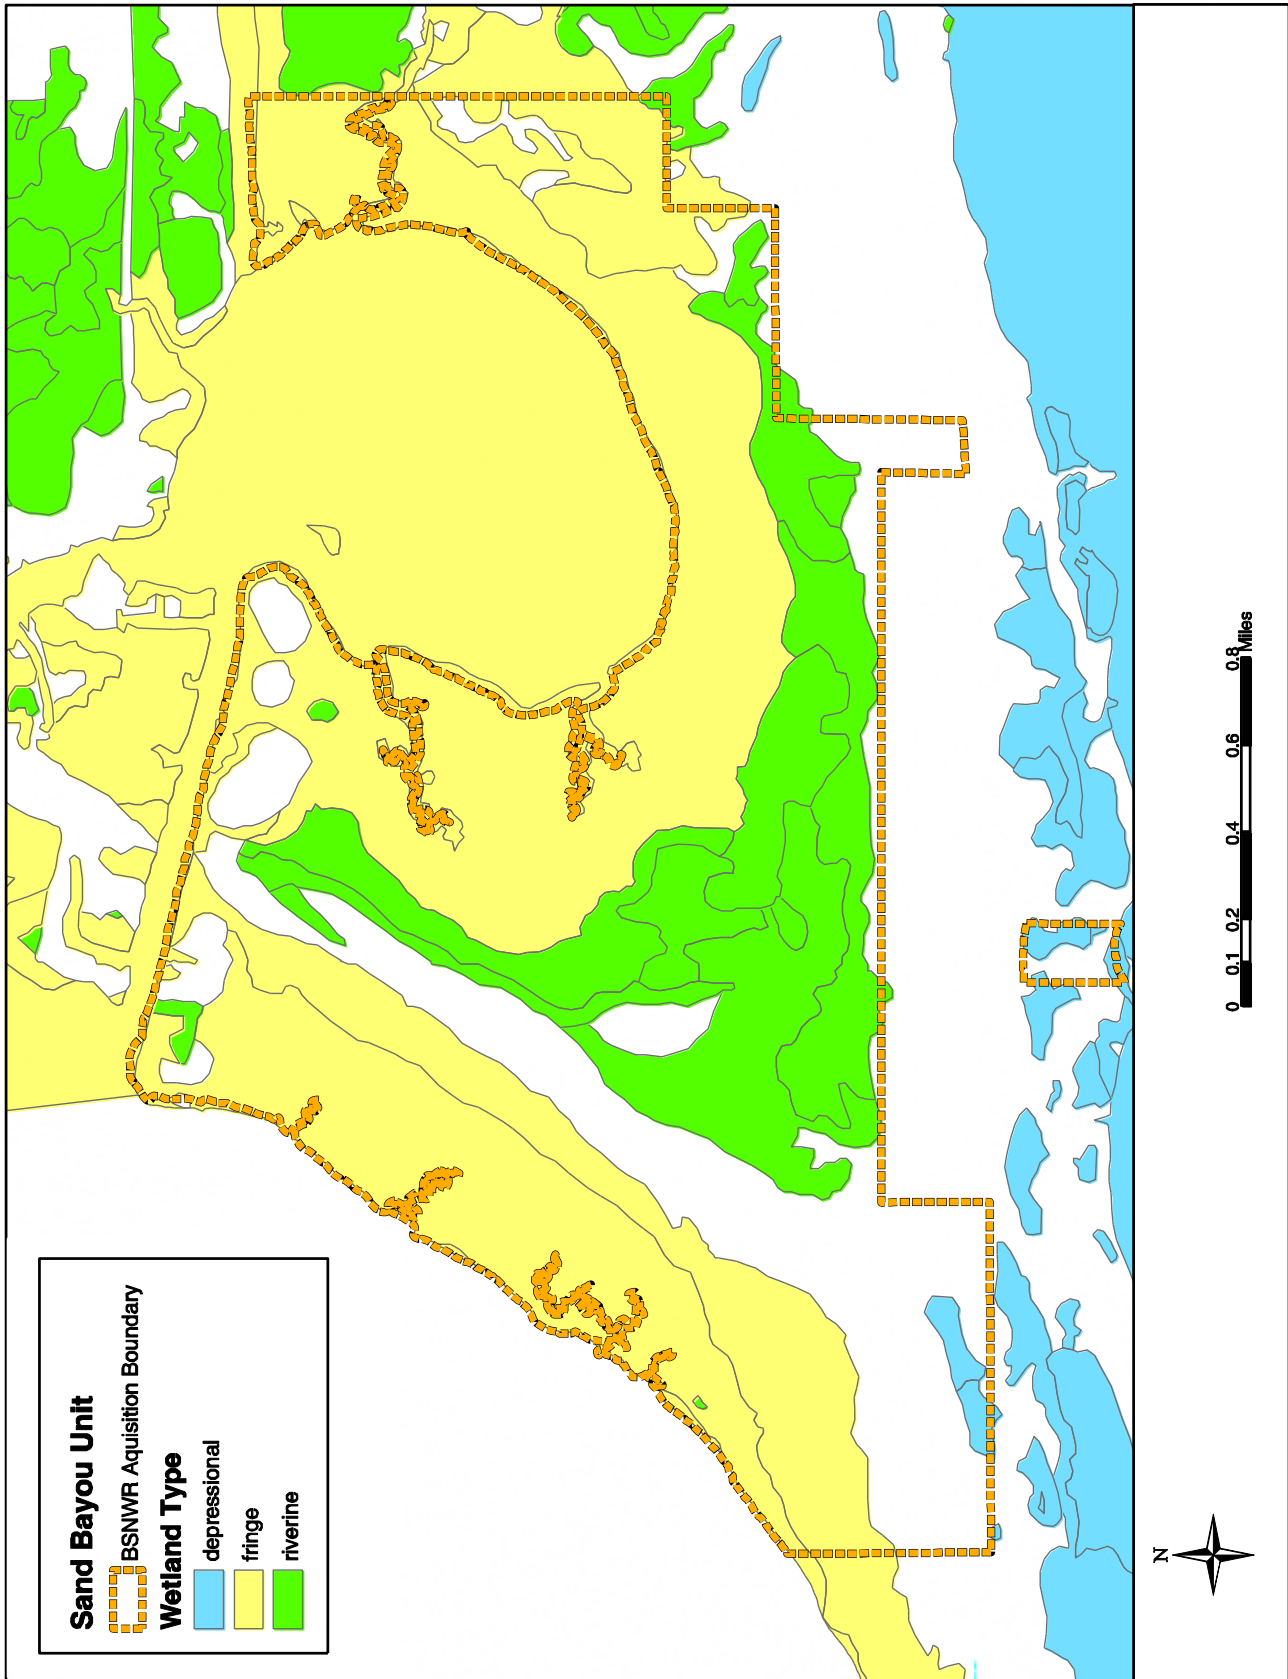 Sand Bayou Unit
BSNWR Aquisition Boundary
Wetland Type
depressional
fringe
riverine
N
0 0.1 0.2 0.4 0.6 0.8
Miles